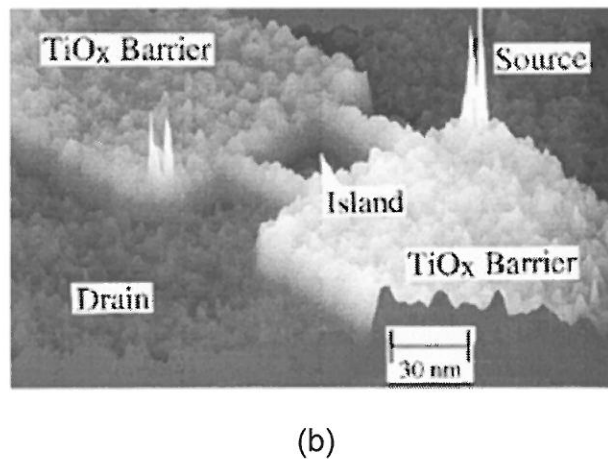 TiOx Barrier
Source
Island
TiOx Barrier
Drain
30 nm
(b)